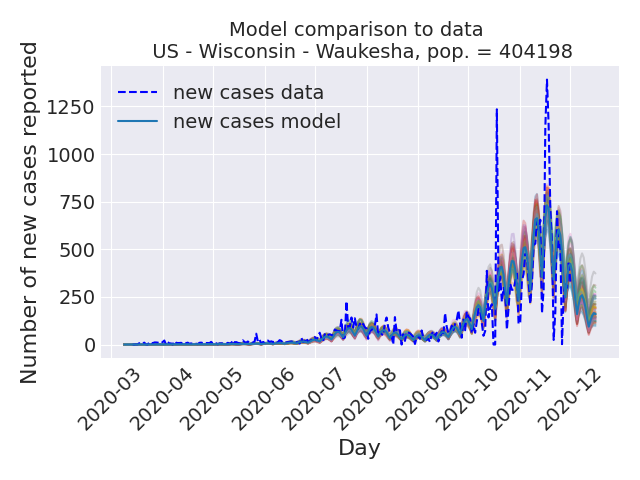 Model comparison to data
US - Wisconsin - Waukesha, pop. = 404198
Number of new cases reported
new cases data
new cases model
1250
1000
750
500
250
0
2020-03
2020-04
2020-05
2020-06
2020-07
2020-08
2020-09
2020-10
2020-11
2020-12
Day